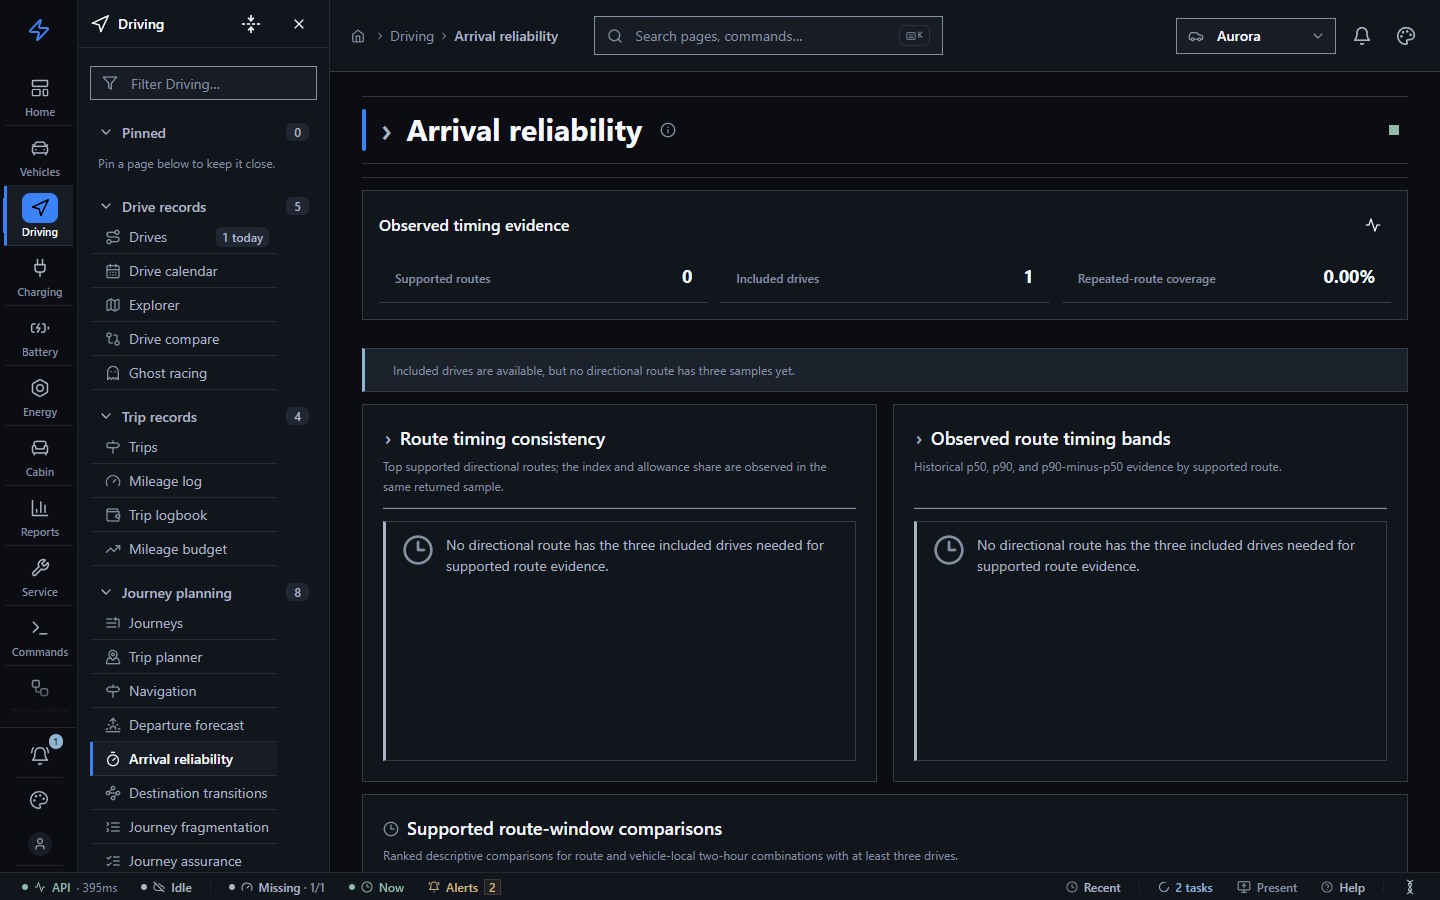 Home
Vehicles
Driving
Charging
Battery
Energy
Cabin
Reports
Service
Commands
1
Driving
Filter Driving...
Pinned 0
Pin a page below to keep it close.
Drive records 5
Drives 1 today
Drive calendar
Explorer
Drive compare
Ghost racing
Trip records 4
Trips
Mileage log
Trip logbook
Mileage budget
Journey planning 8
Journeys
Trip planner
Navigation
Departure forecast
Arrival reliability
Destination transitions
Journey fragmentation
Journey assurance
Driving Arrival reliability
Search pages, commands... K
Aurora
Arrival reliability
Observed timing evidence
Supported routes 0
Included drives 1
Repeated-route coverage 0.00%
Included drives are available, but no directional route has three samples yet.
Route timing consistency
Top supported directional routes; the index and allowance share are observed in the
same returned sample.
No directional route has the three included drives needed for
supported route evidence.
Observed route timing bands
Historical p50, p90, and p90-minus-p50 evidence by supported route.
No directional route has the three included drives needed for
supported route evidence.
Supported route-window comparisons
Ranked descriptive comparisons for route and vehicle-local two-hour combinations with at least three drives.
API · 395ms Idle Missing · 1/1 Now Alerts 2 Recent 2 tasks Present Help